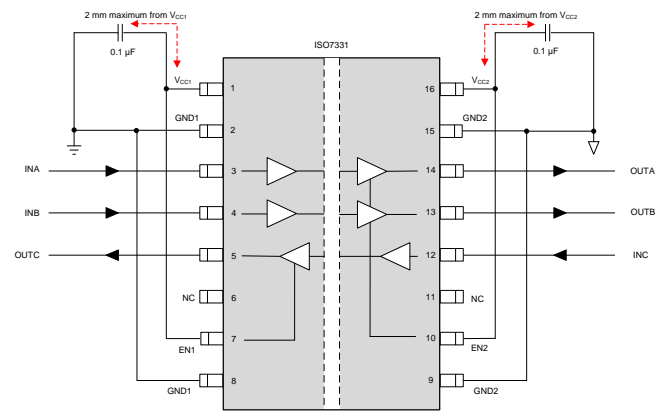 2 mm maximum from VCC1
2 mm maximum from VCC2
0.1 µF
0.1 µF
ISO7331
VCC1
1
16
VCC2
GND1
2
15
GND2
INA
3
14
OUTA
INB
4
13
OUTB
OUTC
5
12
INC
NC
6
11
NC
7
10
EN1
EN2
8
9
GND1
GND2